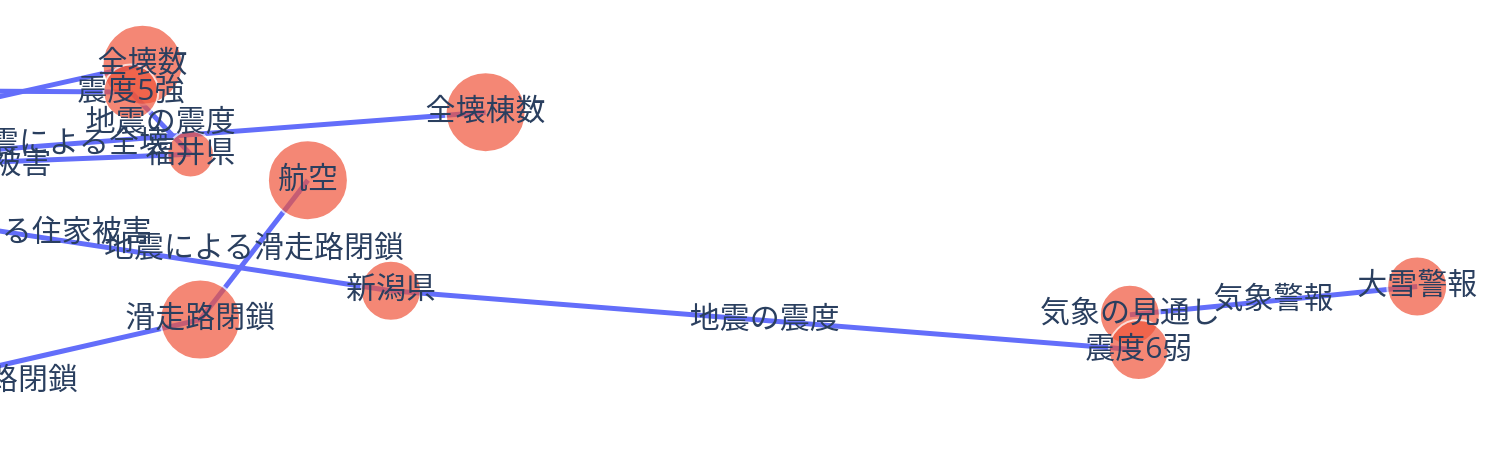 全壊数
震度5強
全壊棟数
地震の震度
震による全壊
福井県
被害
航空
る住家被害
地震による滑走路閉鎖
新潟県
滑走路閉鎖
地震の震度
気象の見通し
気象警報
大雪警報
震度6弱
路閉鎖